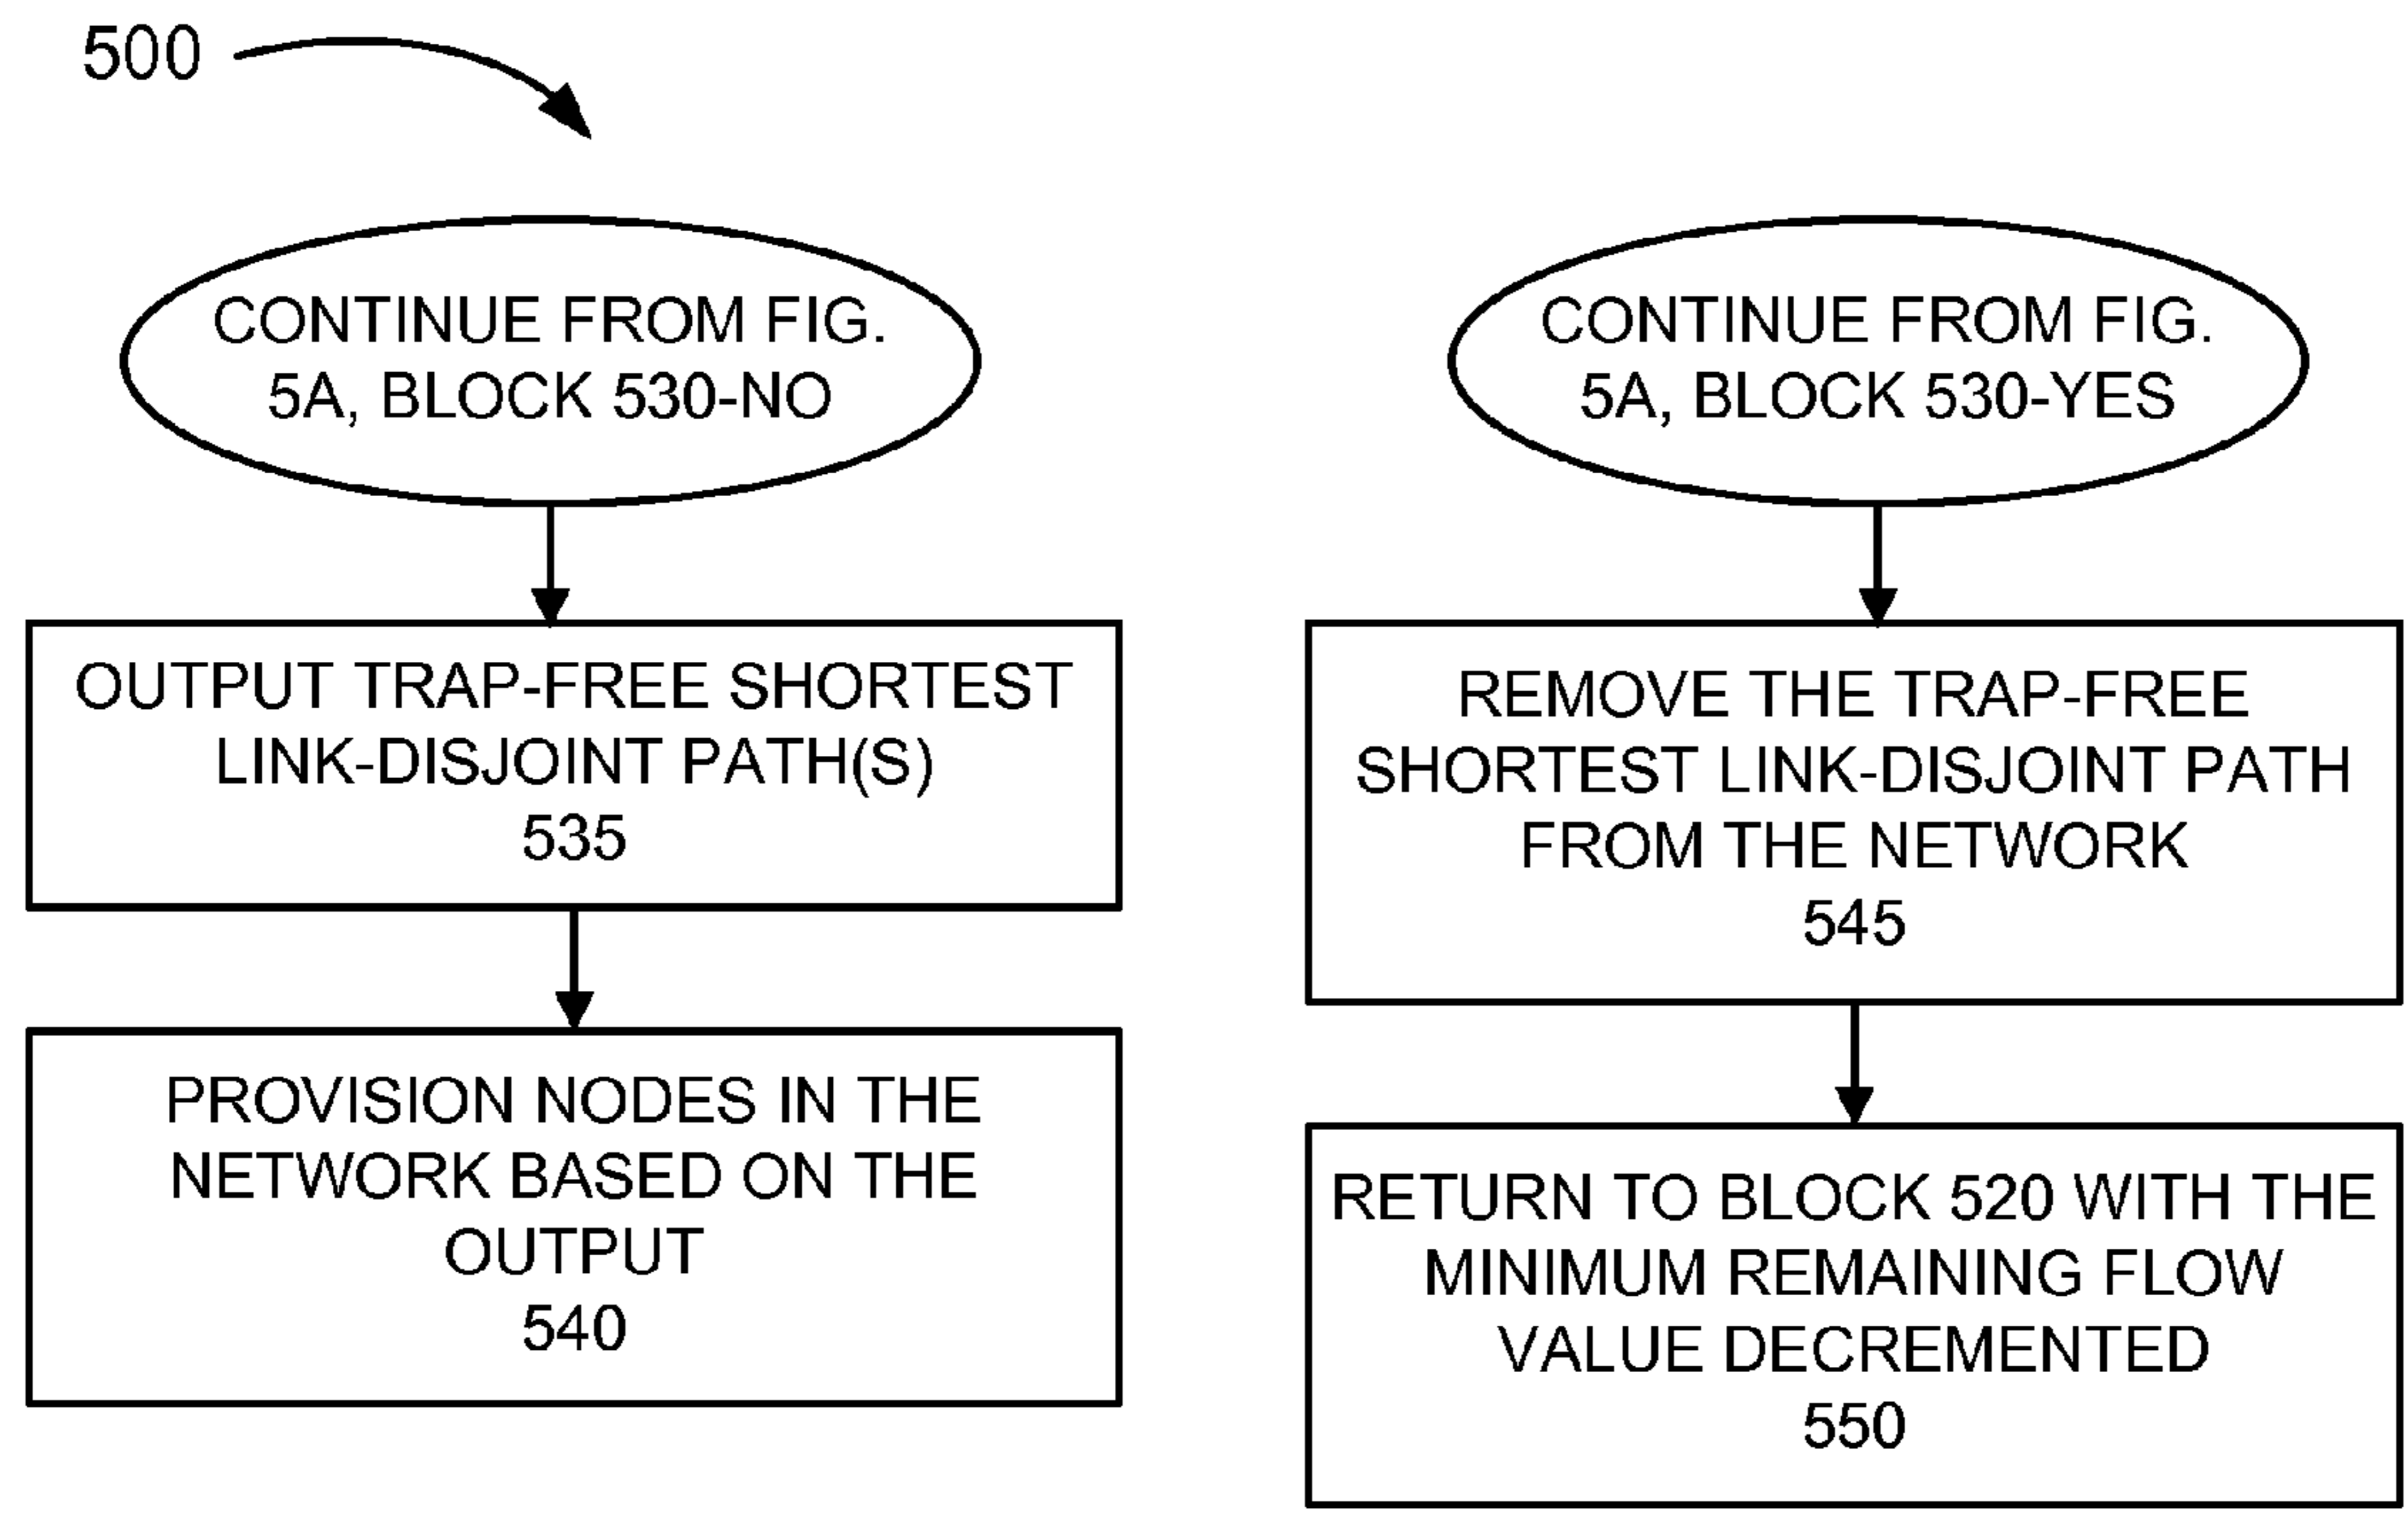 500
CONTINUE FROM FIG.
5A, BLOCK 530-NO
OUTPUT TRAP-FREE SHORTEST
LINK-DISJOINT PATH(S)
535
PROVISION NODES IN THE
NETWORK BASED ON THE
OUTPUT
540
CONTINUE FROM FIG.
5A, BLOCK 530-YES
REMOVE THE TRAP-FREE
SHORTEST LINK-DISJOINT PATH
FROM THE NETWORK
545
RETURN TO BLOCK 520 WITH THE
MINIMUM REMAINING FLOW
VALUE DECREMENTED
550